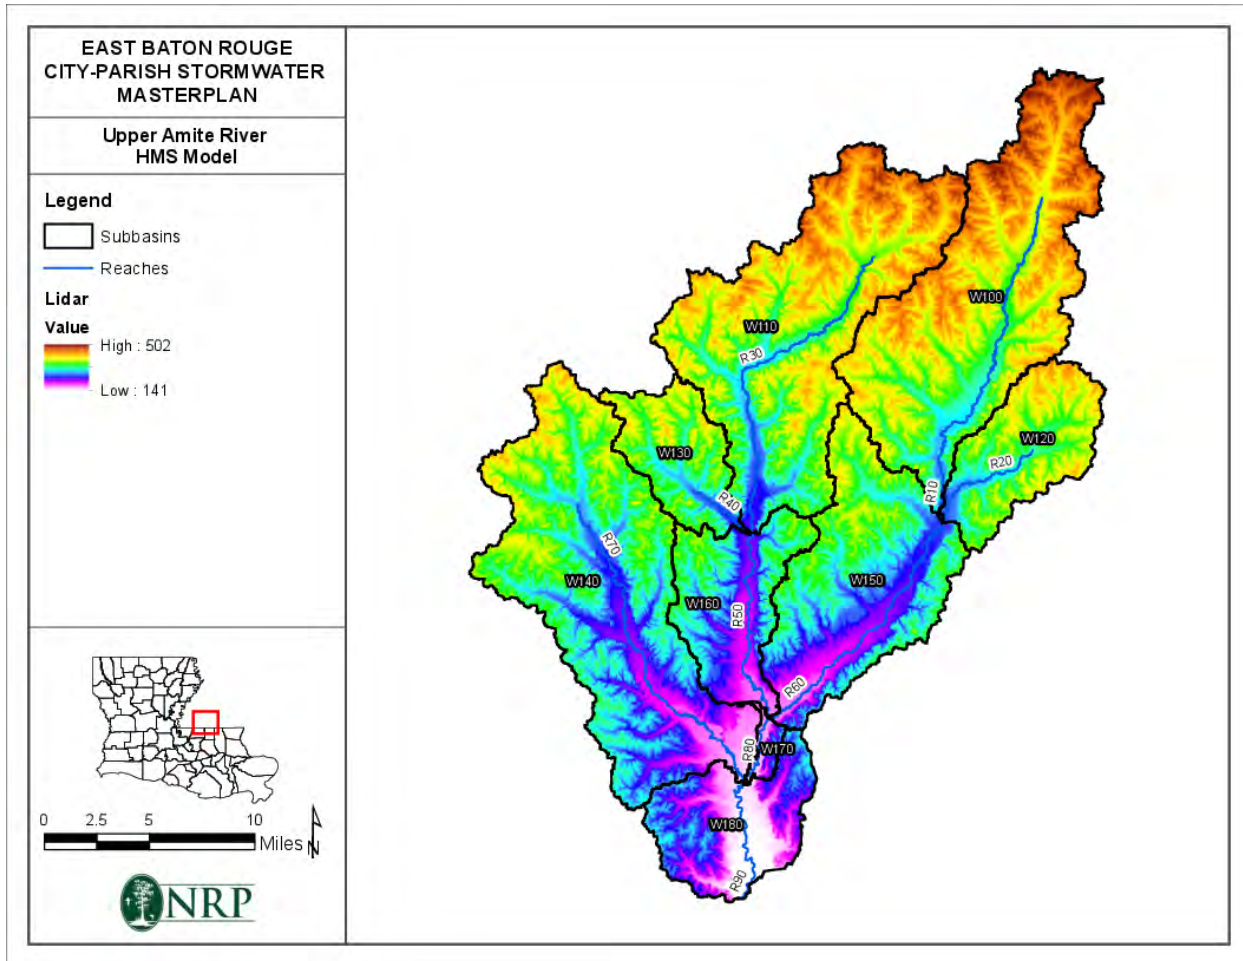 EAST BATON ROUGE
CITY-PARISH STORMWATER
MASTERPLAN
Upper Amite River
HMS Model
Legend
Subbasins
Reaches
Lidar
Value
High : 502
Low : 141
0 2.5 5 10
Miles
N
NRP
W100
W110
R30
W120
R20
W130
R10
R40
R70
W140
W150
W160
R50
R60
R80
W170
W180
R90